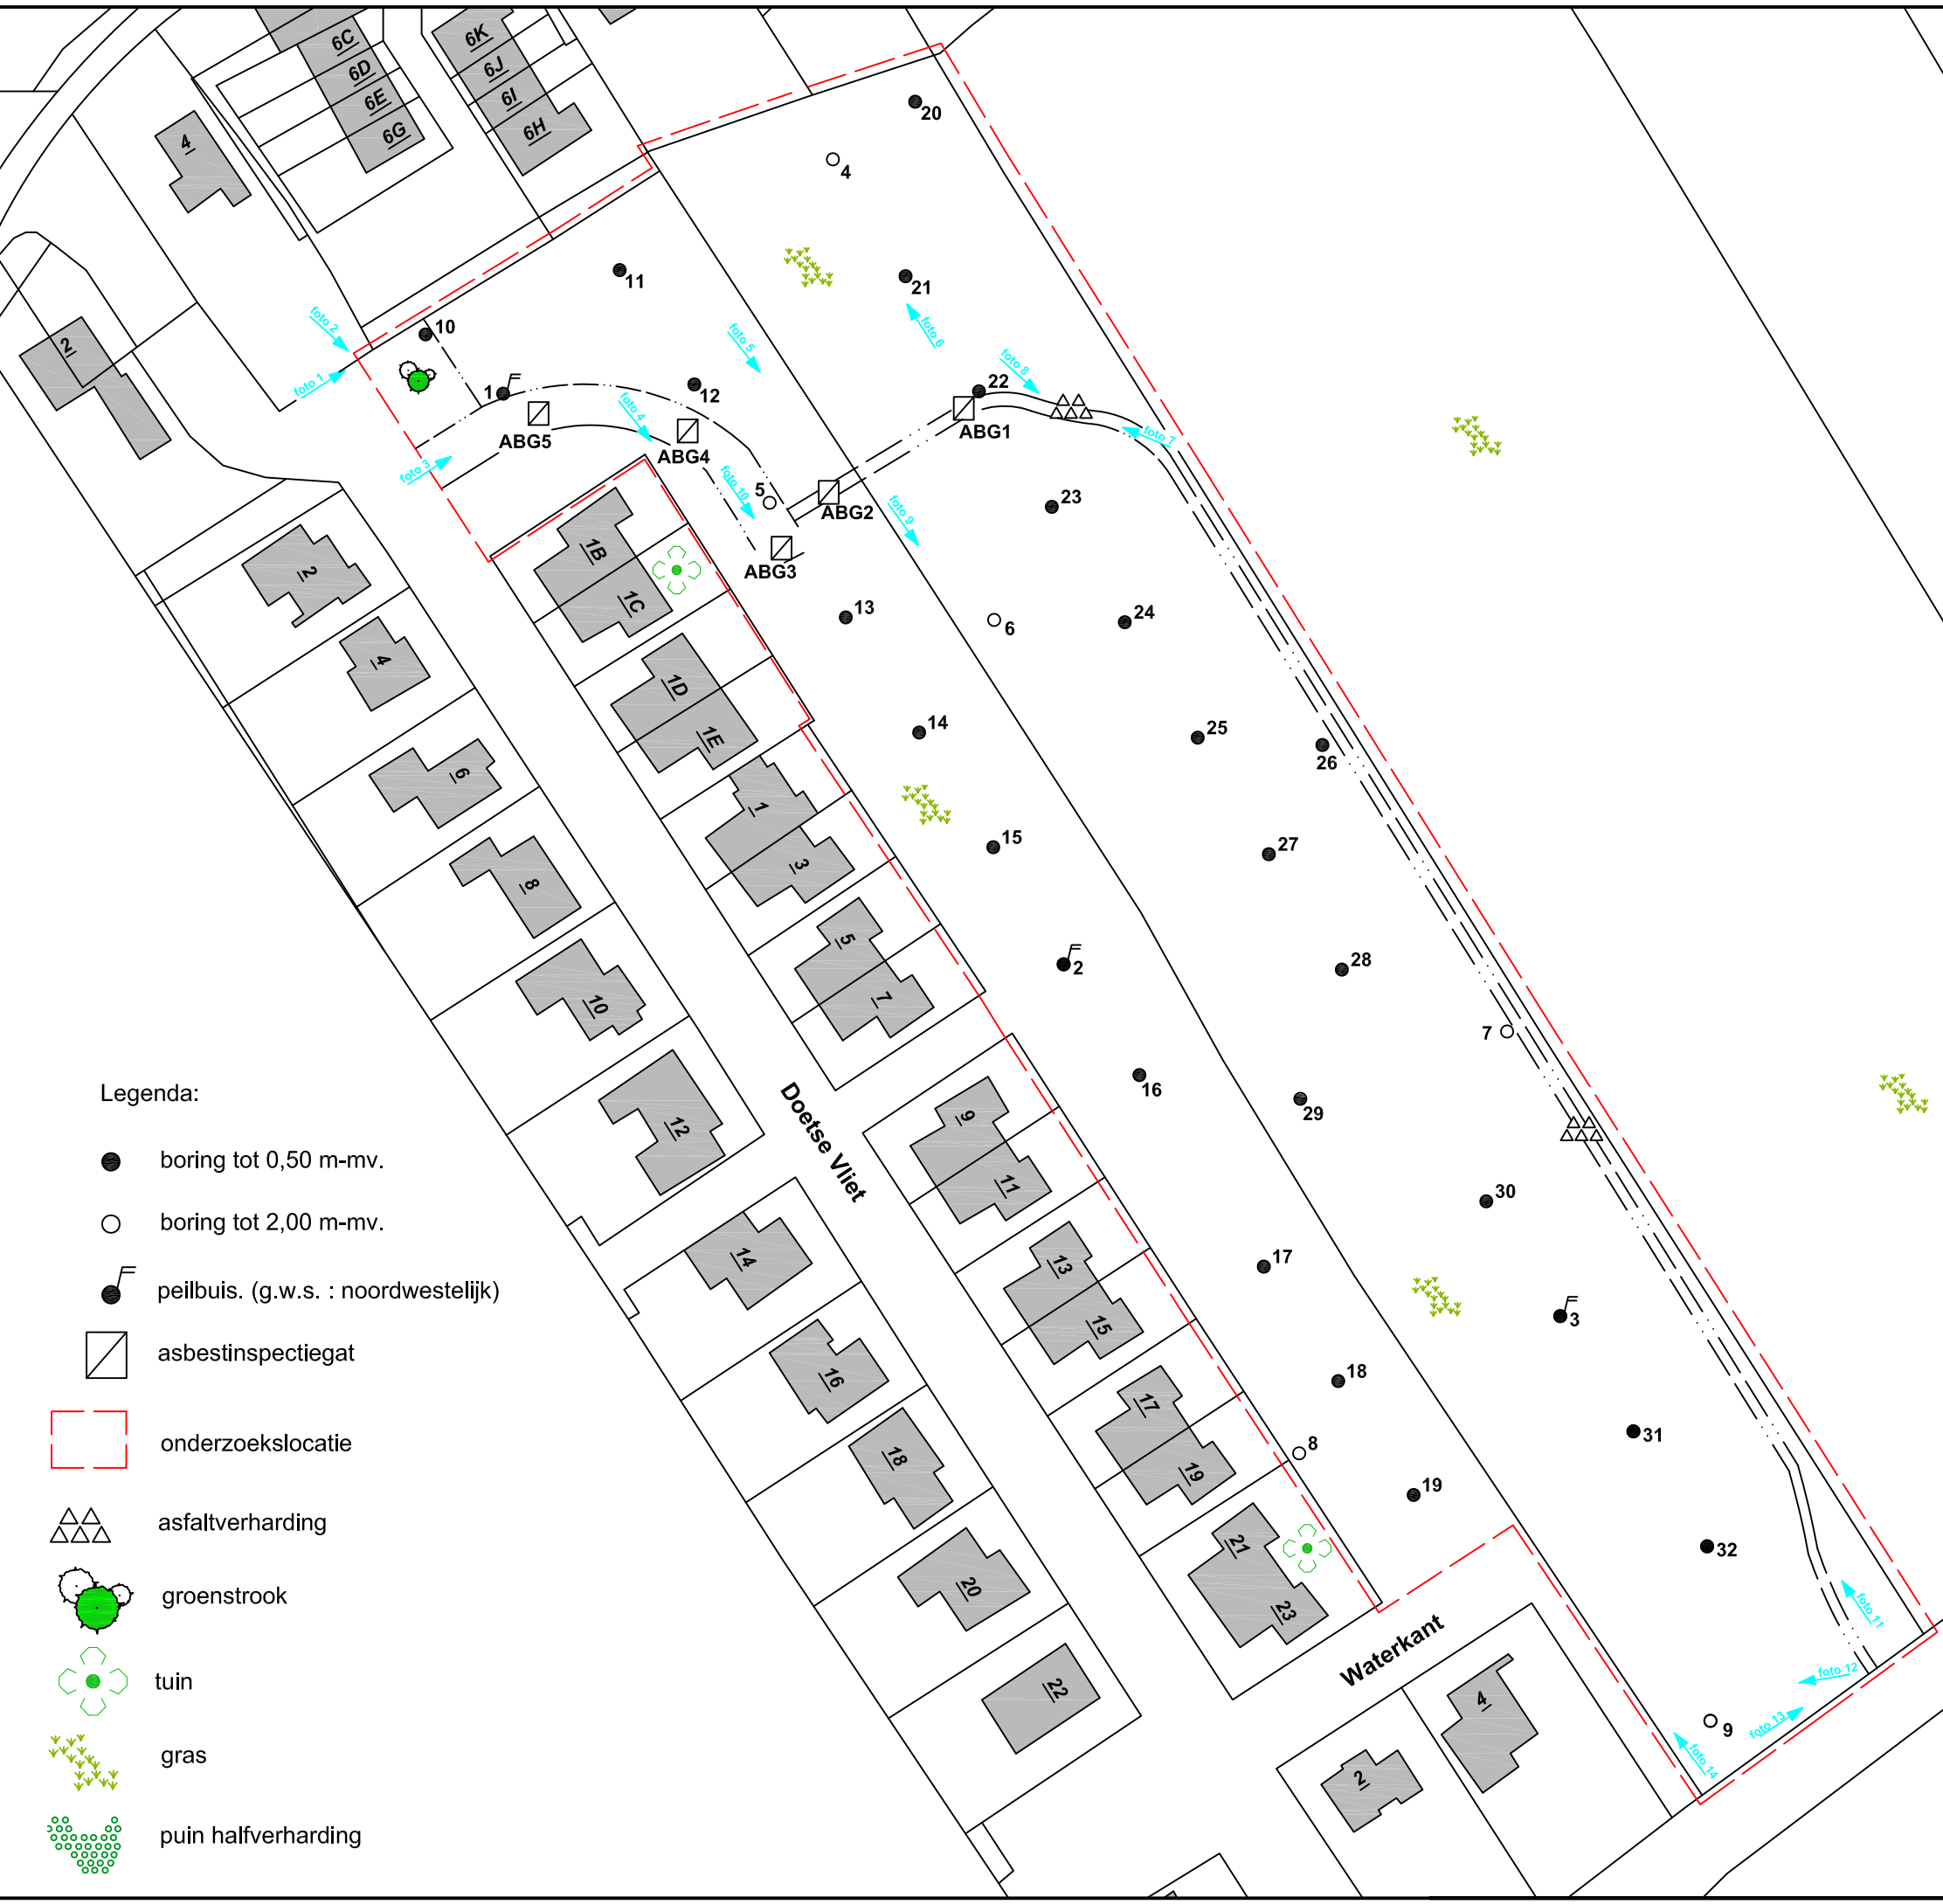 6C
6D
6E
6G
6K
6J
6I
6H
4
2
20
4
11
21
10
foto 2
foto 1
foto 5
foto 6
foto 8
1
12
22
foto 4
ABG5
ABG4
ABG1
foto 7
foto 3
foto 10
5
ABG2
foto 9
23
ABG3
1B
1C
2
13
6
24
4
1D
1E
14
25
26
6
1
3
15
27
8
5
7
2
28
10
7
16
29
12
Doetse Vliet
9
11
30
14
13
15
17
3
16
17
19
18
31
18
8
19
20
21
23
32
22
Waterkant
foto 11
foto 12
foto 13
foto 14
9
4
2
Legenda:
boring tot 0,50 m-mv.
boring tot 2,00 m-mv.
peilbuis. (g.w.s. : noordwestelijk)
asbestinspectiegat
onderzoekslocatie
asfaltverharding
groenstrook
tuin
gras
puin halfverharding